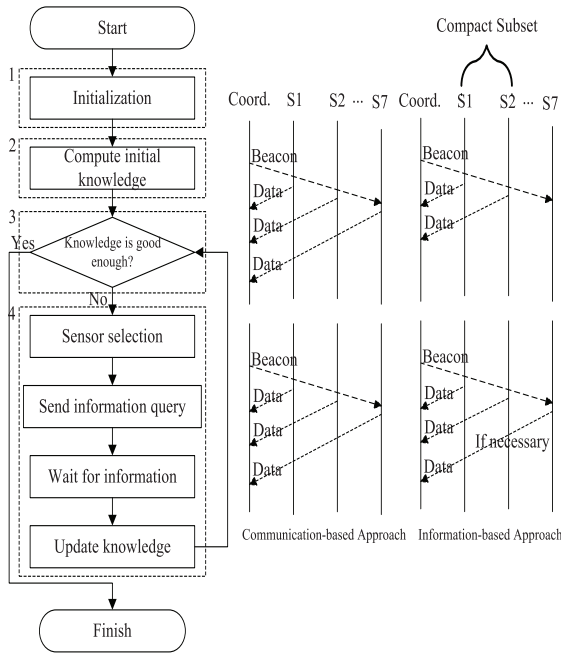 Start
1
Initialization
2
Compute initial
knowledge
3
Yes
Knowledge is good
enough?
No
4
Sensor selection
Send information query
Wait for information
Update knowledge
Finish
Compact Subset
Coord. S1 S2 ... S7
Coord. S1 S2 ... S7
Beacon
Data
Data
Data
Beacon
Data
Data
Beacon
Data
Data
Data
Beacon
Data
Data
If necessary
Data
Communication-based Approach
Information-based Approach